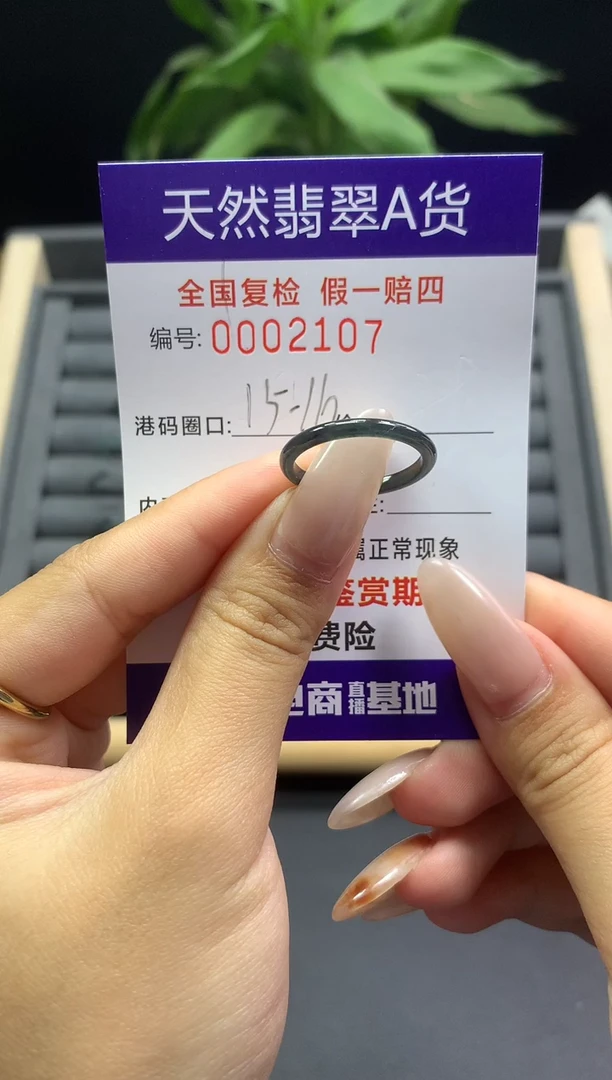 天然翡翠A货
全国复检 假一赔四
编号: 0002107
港码圈口: 15-16
内
属正常现象
鉴赏期
费险
电商直播基地